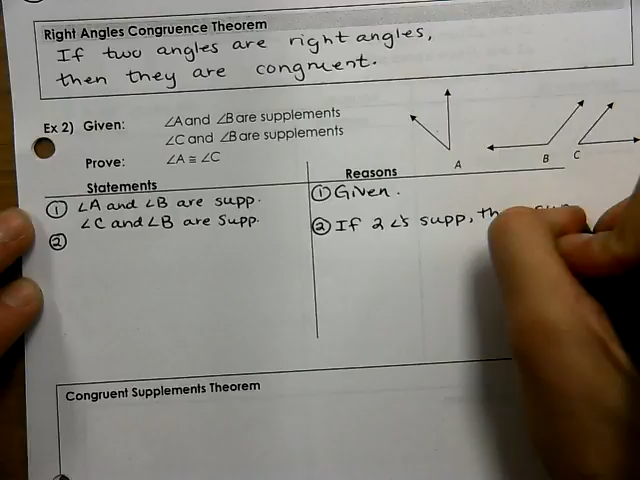 Right Angles Congruence Theorem
If two angles are right angles,
then they are congruent.
Ex 2) Given: ∠A and ∠B are supplements
∠C and ∠B are supplements
Prove: ∠A ≅ ∠C
A B C
Statements Reasons
① ∠A and ∠B are supp. ① Given.
∠C and ∠B are supp.
② ② If 2 ∠'s supp,
Congruent Supplements Theorem